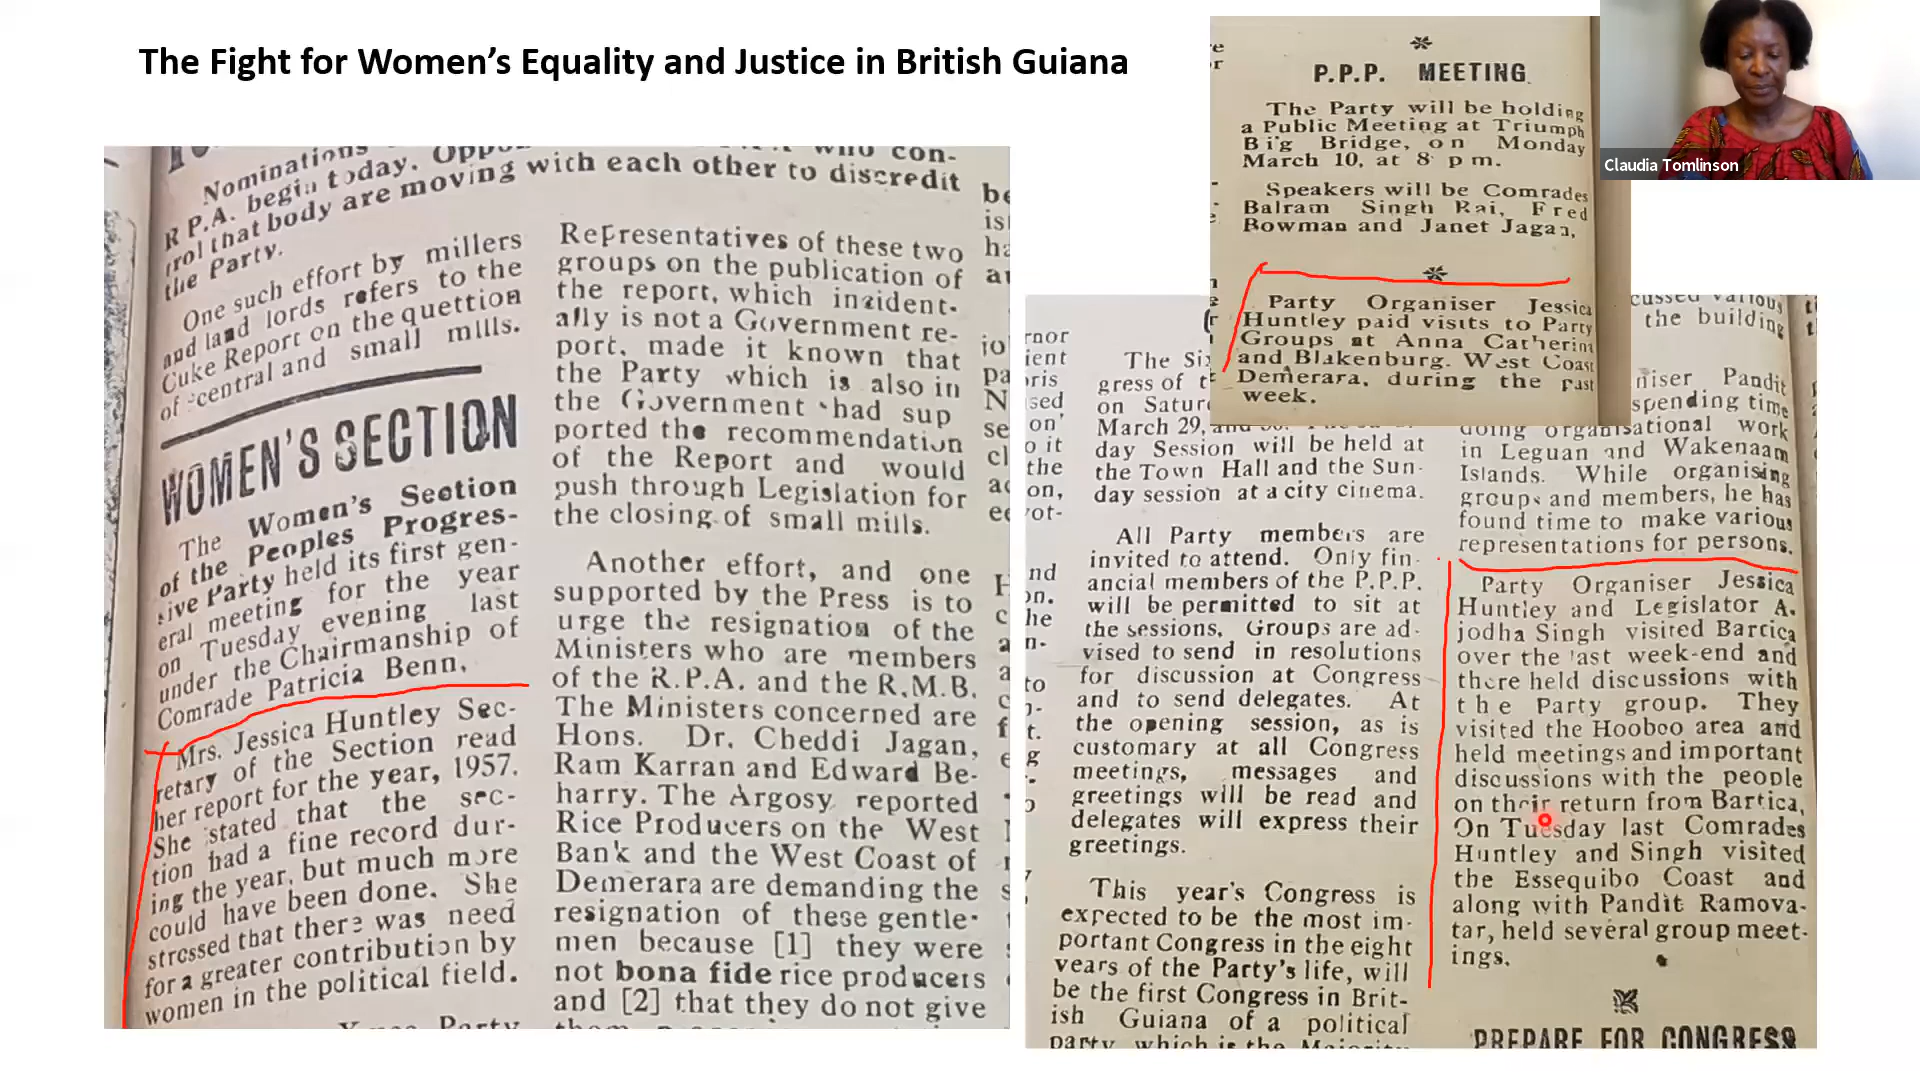 The Fight for Women's Equality and Justice in British Guiana
Claudia Tomlinson
Nominations
R P.A. begin today.
trol that body are moving with each other to discredit
the Party.
One such effort by millers
and land lords refers to the
Cuke Report on the quettion
of central and small mills.
WOMEN'S SECTION
The Women's Section
of the Peoples Progres-
sive Party held its first gen-
eral meeting for the year
on Tuesday evening last
under the Chairmanship of
Comrade Patricia Benn.
Mrs. Jessica Huntley Sec-
retary of the Section read
her report for the year, 1957.
She stated that the sec-
tion had a fine record dur-
ing the year, but much more
could have been done. She
stressed that there was need
for a greater contribution by
women in the political field.
who con-
Representatives of these two
groups on the publication of
the report, which incident-
ally is not a Government re-
port, made it known that
the Party which is also in
the Government had sup
ported the recommendation
of the Report and would
push through Legislation for
the closing of small mills.
Another effort, and one
supported by the Press is to
urge the resignation of the
Ministers who are members
of the R.P.A. and the R.M.B.
The Ministers concerned are
Hons. Dr. Cheddi Jagan,
Ram Karran and Edward Be-
harry. The Argosy reported
Rice Producers on the West
Bank and the West Coast of
Demerara are demanding the
resignation of these gentle-
men because [1] they were
not bona fide rice producers
and [2] that they do not give
P.P.P. MEETING
The Party will be holding
a Public Meeting at Triumph
Big Bridge, on Monday
March 10, at 8 p m.
Speakers will be Comrades
Balram Singh Rai, Fred
Bowman and Janet Jagan,
Party Organiser Jessica
Huntley paid visits to Party
Groups at Anna Catherina
and Blakenburg. West Coast
Demerara, during the past
week.
The Six
gress of
on Satur
March 29, and
day Session will be held at
the Town Hall and the Sun-
day session at a city cinema.
All Party members are
invited to attend. Only fin-
ancial members of the P.P.P.
will be permitted to sit at
the sessions, Groups are ad-
vised to send in resolutions
for discussion at Congress
and to send delegates. At
the opening session, as is
customary at all Congress
meetings, messages and
greetings will be read and
delegates will express their
greetings.
This year's Congress is
expected to be the most im-
portant Congress in the eight
years of the Party's life, will
be the first Congress in Brit-
ish Guiana of a political
party, which is the Majority
cussed various
the building
niser Pandit
spending time
doing organisational work
in Leguan and Wakenaam
Islands. While organising
groups and members, he has
found time to make various
representations for persons.
Party Organiser Jessica
Huntley and Legislator A.
jodha Singh visited Bartica
over the last week-end and
there held discussions with
the Party group. They
visited the Hooboo area and
held meetings and important
discussions with the people
on their return from Bartica,
On Tuesday last Comrades
Huntley and Singh visited
the Essequibo Coast and
along with Pandit Ramova-
tar, held several group meet-
ings.
PREPARE FOR CONGRESS